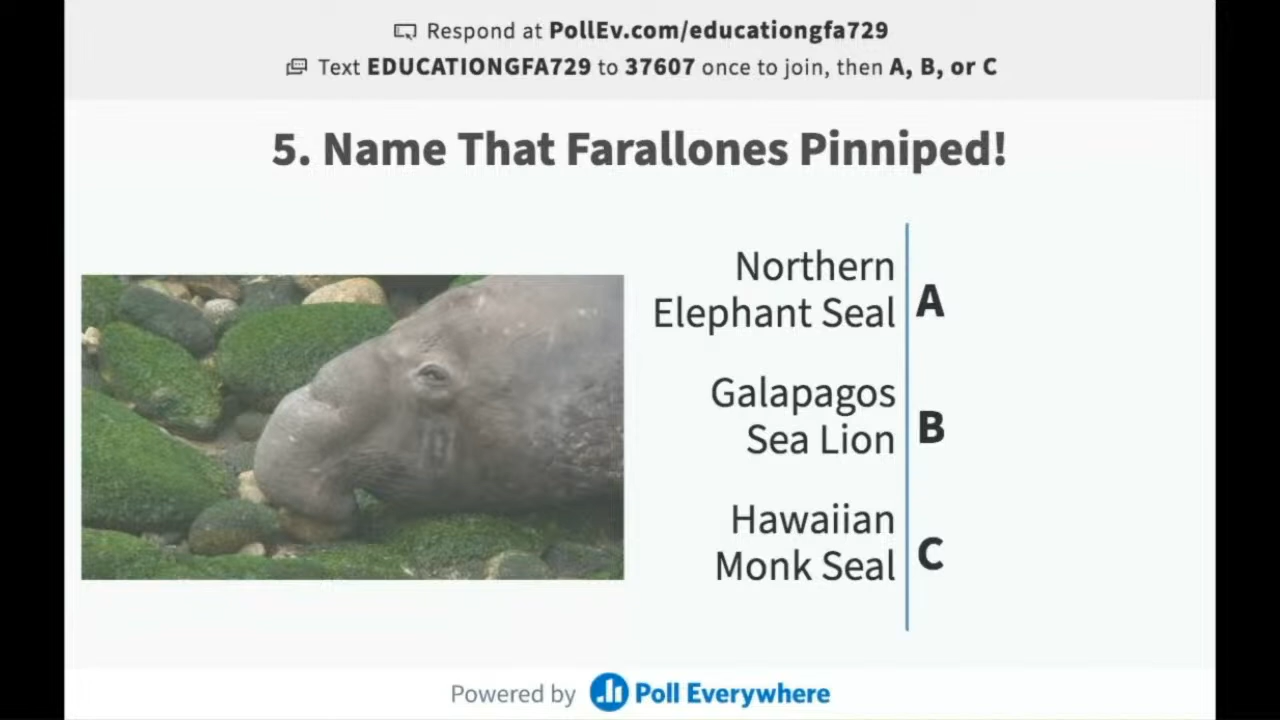 Respond at PollEv.com/educationgfa729
Text EDUCATIONGFA729 to 37607 once to join, then A, B, or C
5. Name That Farallones Pinniped!
Northern
Elephant Seal
A
Galapagos
Sea Lion
B
Hawaiian
Monk Seal
C
Powered by Poll Everywhere